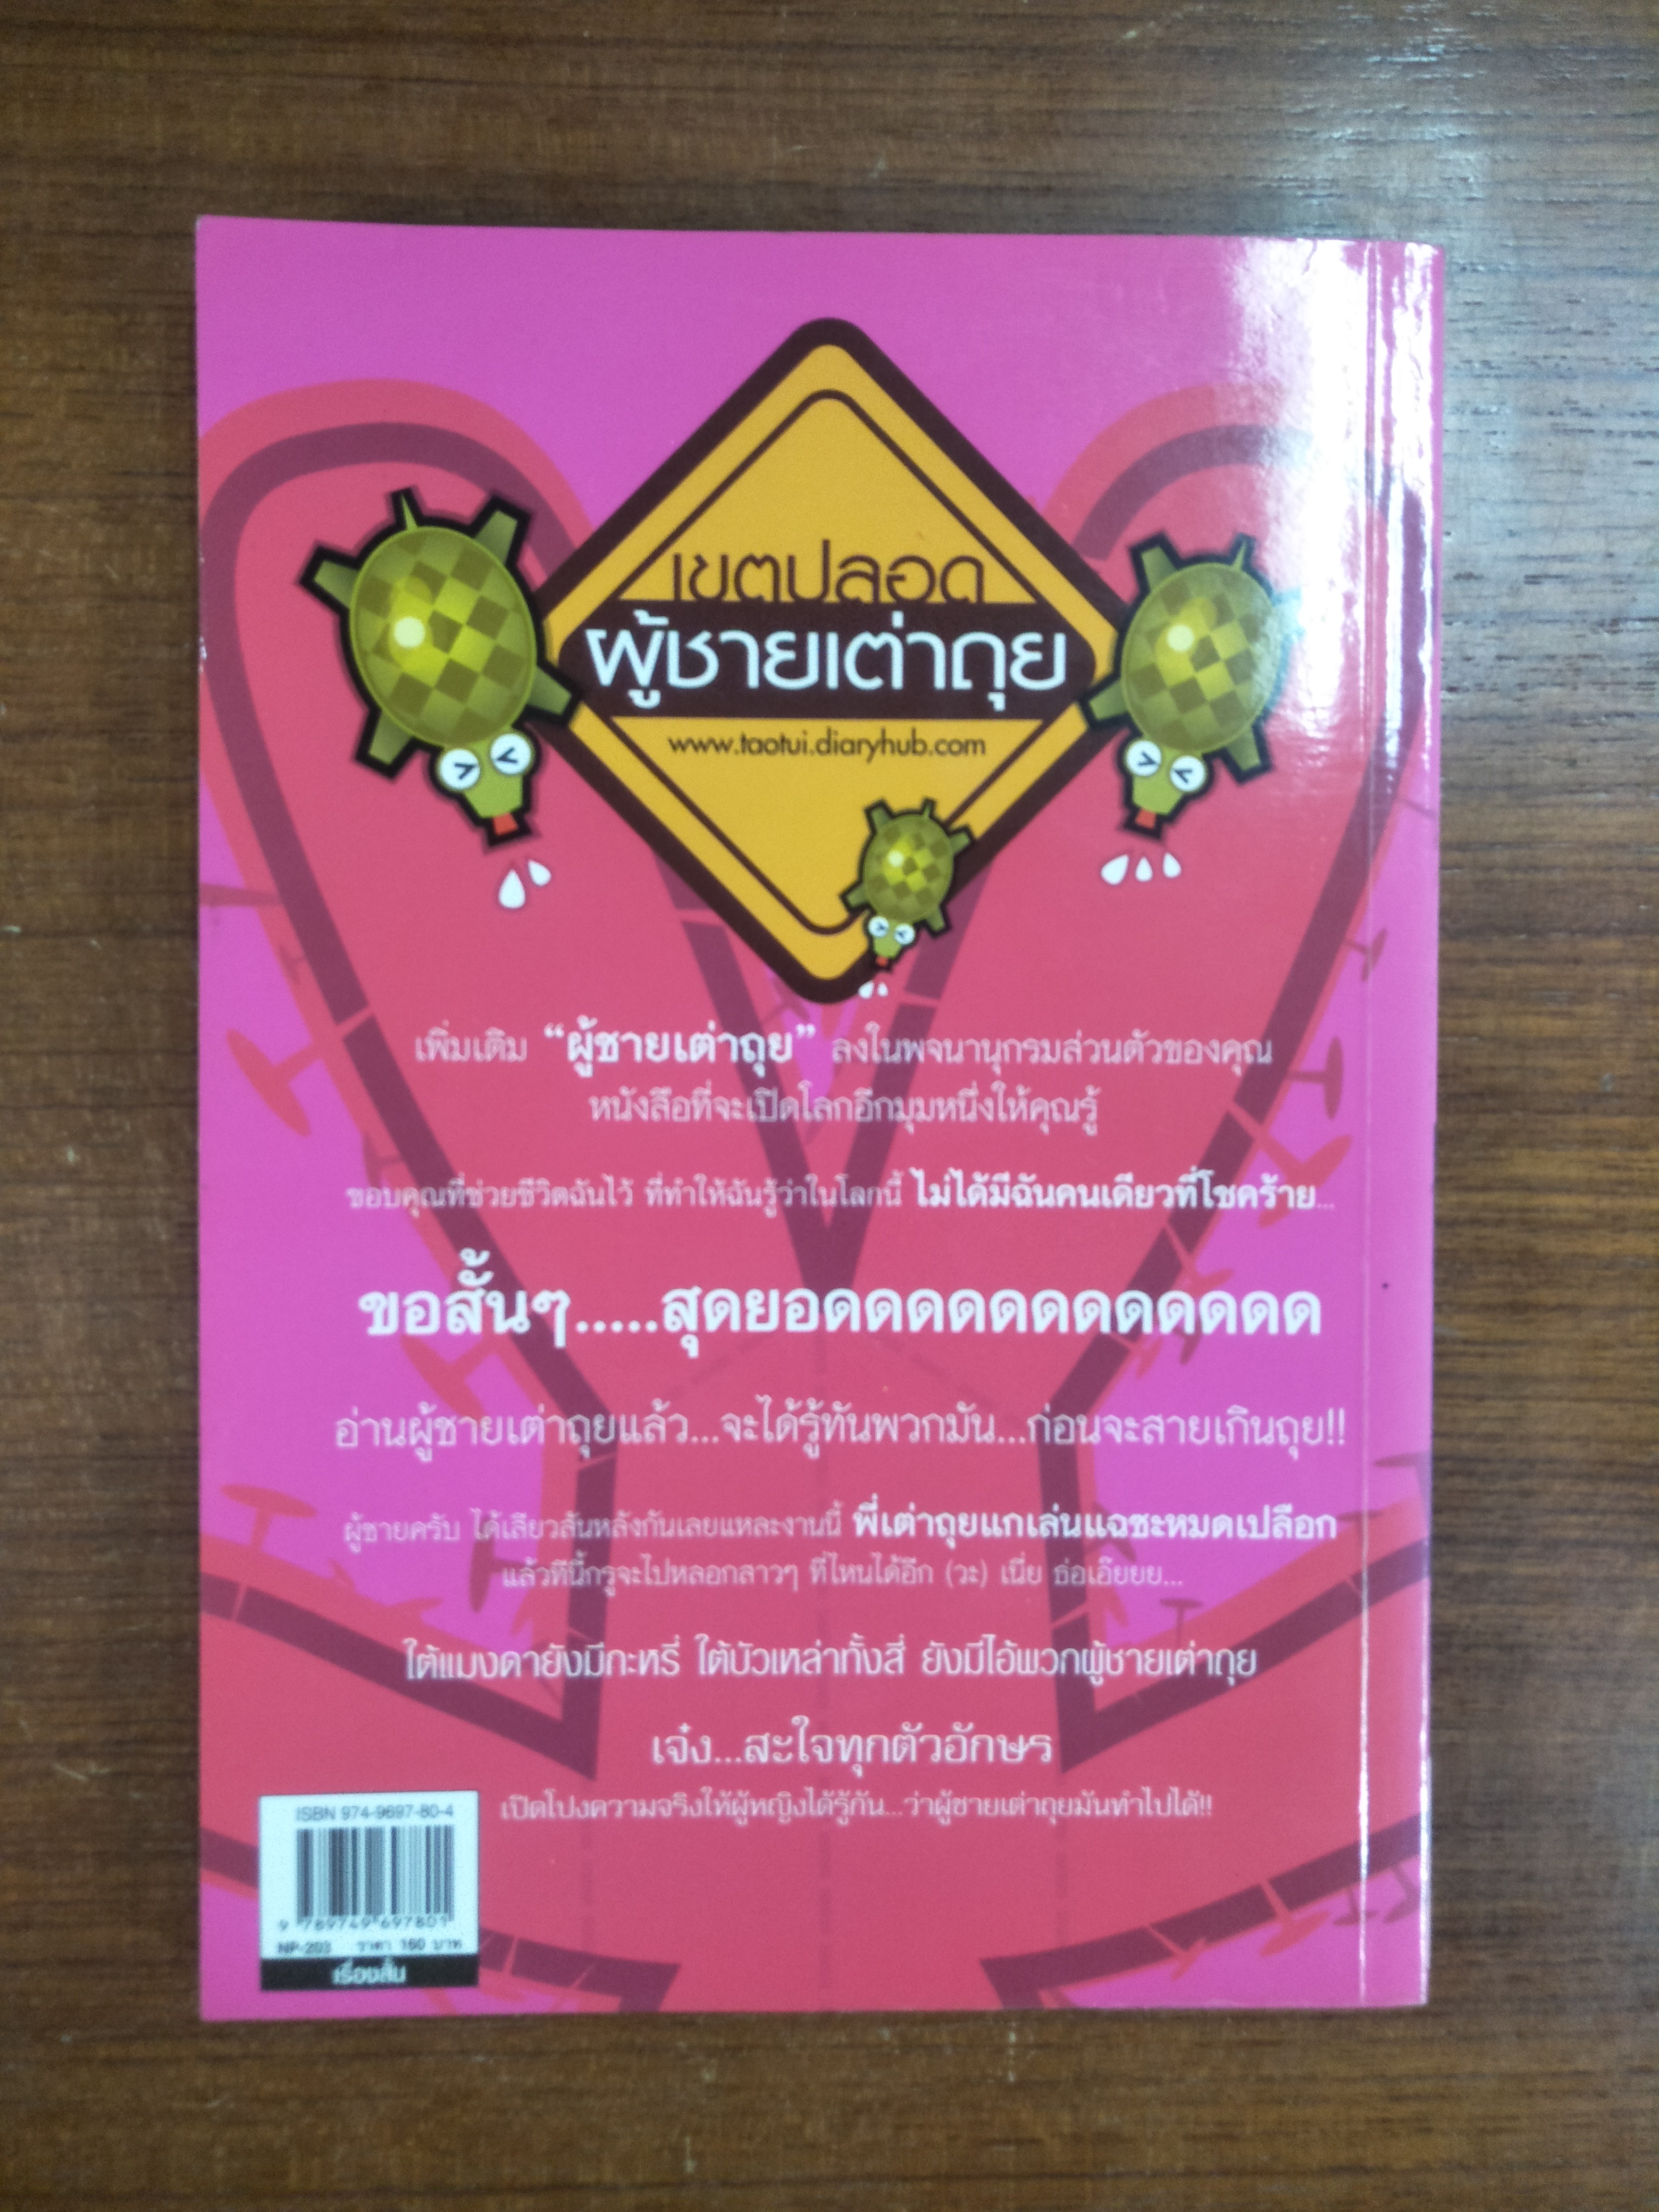 เขตปลอด
ผู้ชายเต่าถุย
www.taotui.diaryhub.com
เพิ่มเติม “ผู้ชายเต่าถุย” ลงในพจนานุกรมส่วนตัวของคุณ
หนังสือที่จะเปิดโลกอีกมุมหนึ่งให้คุณรู้
ขอบคุณที่ช่วยชีวิตฉันไว้ ที่ทำให้ฉันรู้ว่าในโลกนี้ ไม่ได้มีฉันคนเดียวที่โชคร้าย...
ขอสั้นๆ.....สุดยอดดดดดดดดดดดด
อ่านผู้ชายเต่าถุยแล้ว...จะได้รู้ทันพวกมัน...ก่อนจะสายเกินถุย!!
ผู้ชายครับ ได้เสียวสันหลังกันเลยแหละงานนี้ พี่เต่าถุยแกเล่นแฉซะหมดเปลือก
แล้วทีนี้กรูจะไปหลอกสาวๆ ที่ไหนได้อีก (วะ) เนี่ย ธ่อเอ๊ยยย...
ใต้แมงดายังมีกะหรี่ ใต้บัวเหล่าทั้งสี่ ยังมีไอ้พวกผู้ชายเต่าถุย
เจ๋ง...สะใจทุกตัวอักษร
เปิดโปงความจริงให้ผู้หญิงได้รู้กัน...ว่าผู้ชายเต่าถุยมันทำไปได้!!
ISBN 974-9697-80-4
9 789749 697801
NP-203 ราคา 160 บาท
เรื่องสั้น